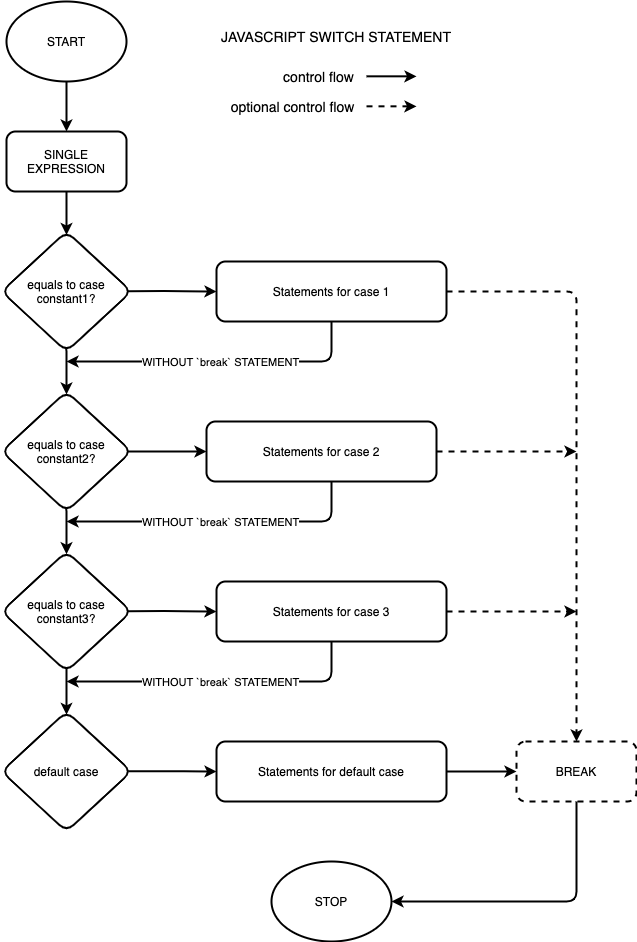 START
JAVASCRIPT SWITCH STATEMENT
control flow
optional control flow
SINGLE
EXPRESSION
equals to case
constant1?
Statements for case 1
WITHOUT `break` STATEMENT
equals to case
constant2?
Statements for case 2
WITHOUT `break` STATEMENT
equals to case
constant3?
Statements for case 3
WITHOUT `break` STATEMENT
default case
Statements for default case
BREAK
STOP